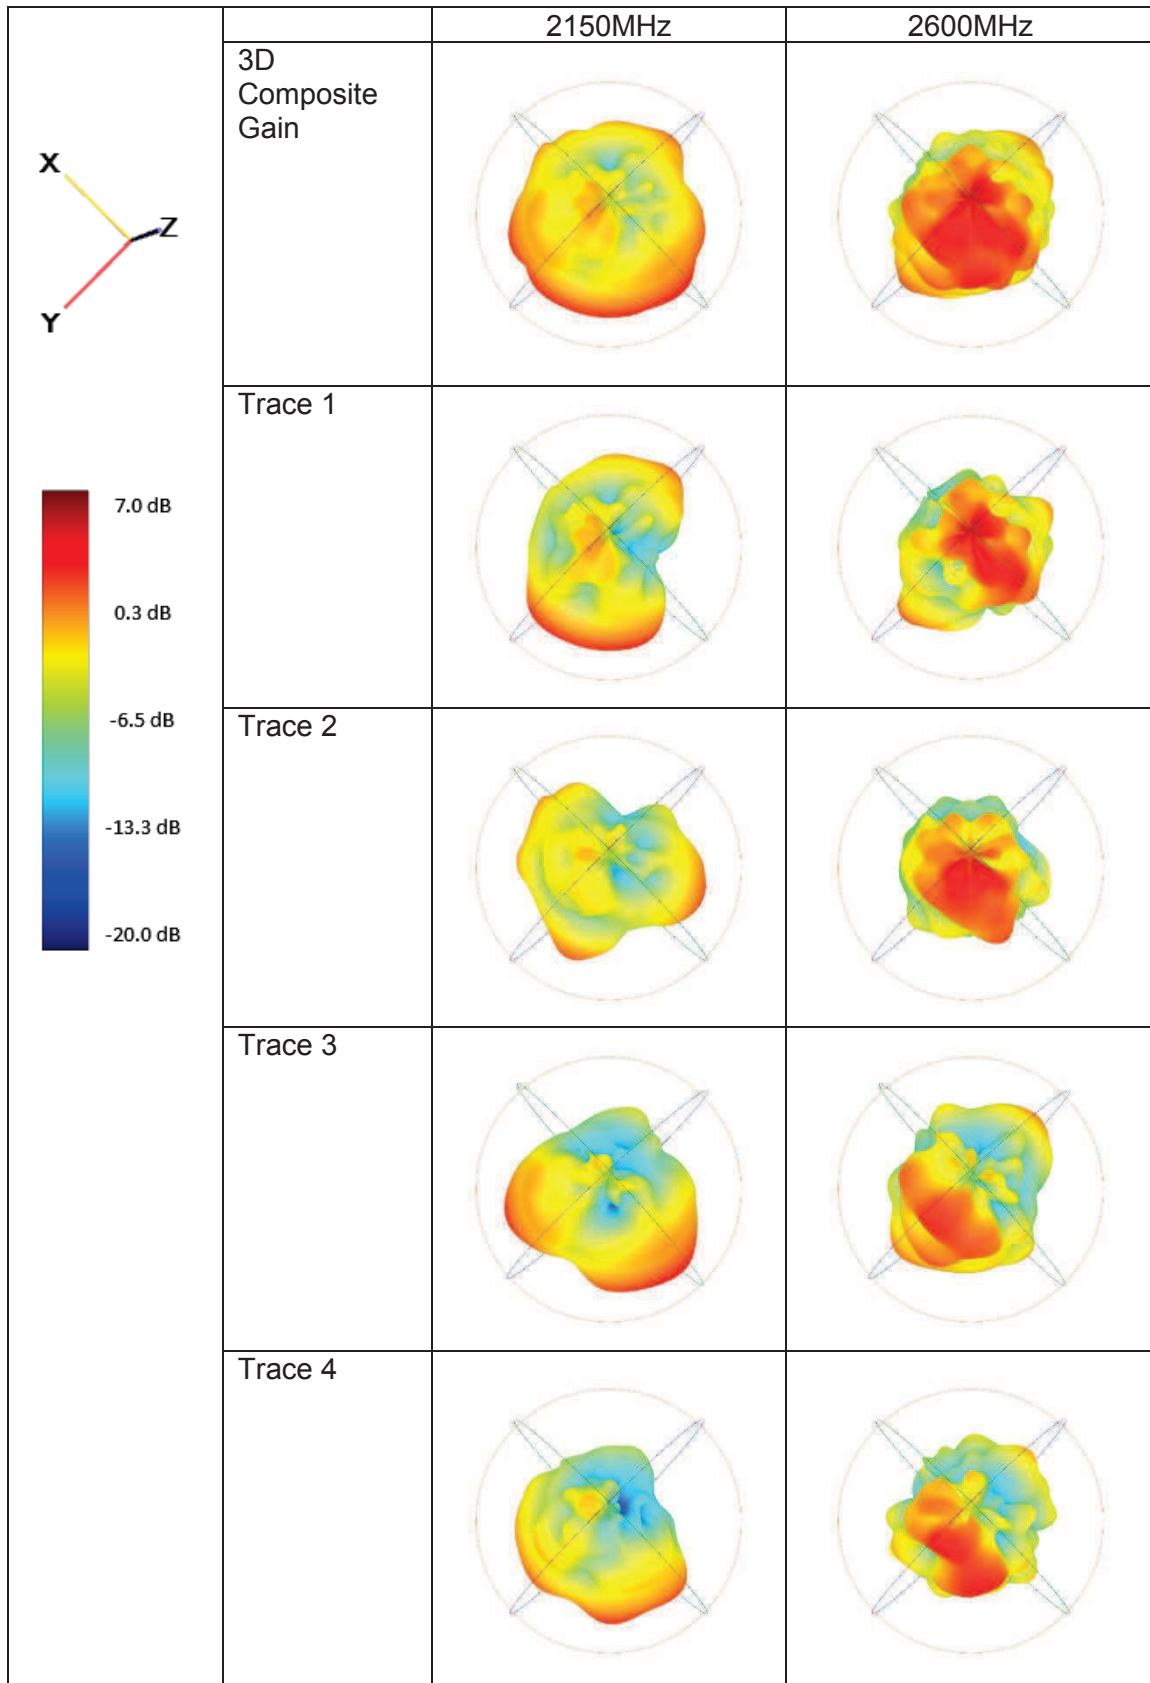 2150MHz
2600MHz
3D
Composite
Gain
X
Z
Y
7.0 dB
0.3 dB
-6.5 dB
-13.3 dB
-20.0 dB
Trace 1
Trace 2
Trace 3
Trace 4